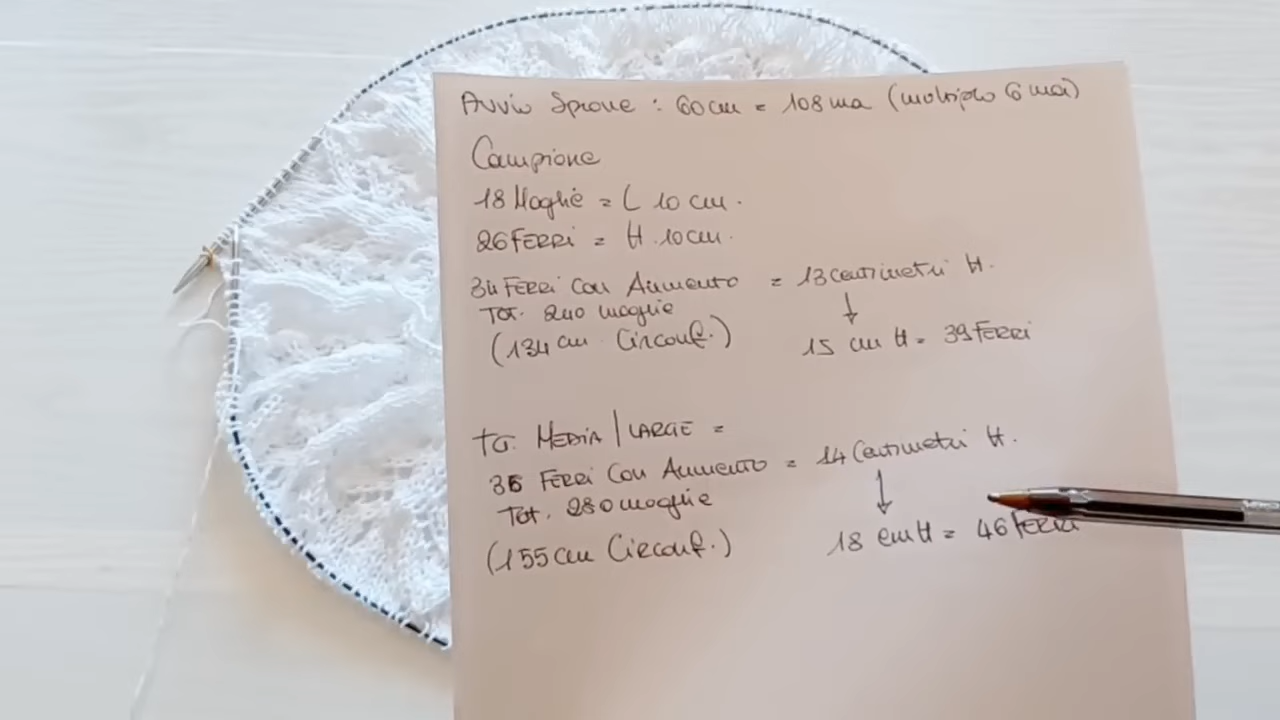 Avvio Sprone : 60 cm = 108 ma (multiplo 6 ma)
Campione
18 Maglie = L 10 cm.
26 Ferri = H. 10 cm.
34 Ferri Con Aumento = 13 centimetri H.
Tot. 240 maglie
(134 cm Circonf.)
15 cm H = 39 Ferri
TG. MEDIA / LARGE =
36 Ferri Con Aumento = 14 Centimetri H.
Tot. 280 maglie
(155 cm Circonf.)
18 cm H = 46 Ferri